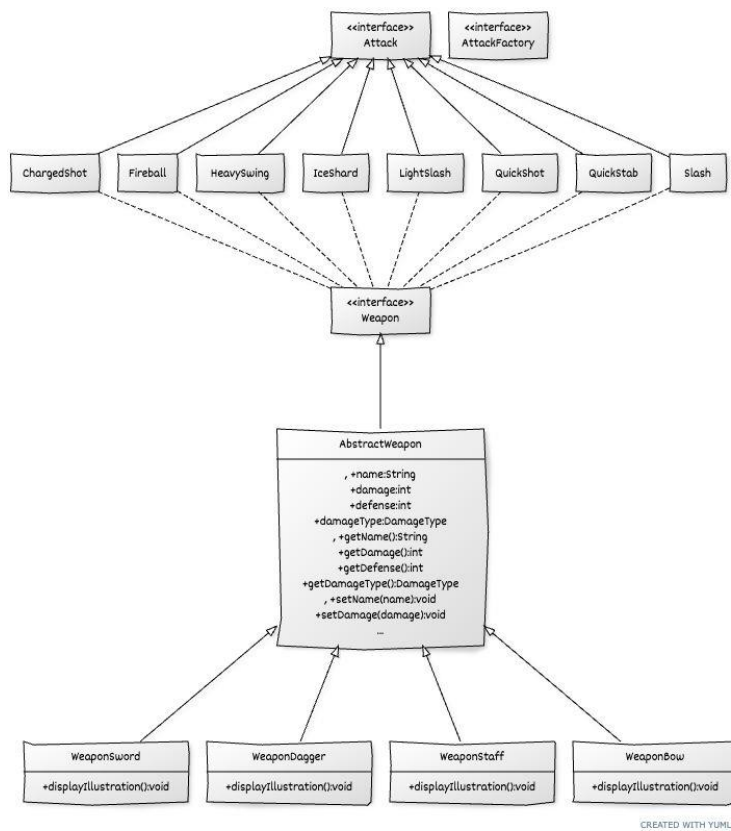 <<interface>>
Attack
<<interface>>
AttackFactory
ChargedShot
Fireball
HeavySwing
IceShard
LightSlash
QuickShot
QuickStab
Slash
<<interface>>
Weapon
AbstractWeapon
, +name:String
+damage:int
+defense:int
+damageType:DamageType
, +getName():String
+getDamage():int
+getDefense():int
+getDamageType():DamageType
, +setName(name):void
+setDamage(damage):void
...
WeaponSword
+displayIllustration():void
WeaponDagger
+displayIllustration():void
WeaponStaff
+displayIllustration():void
WeaponBow
+displayIllustration():void
CREATED WITH YUML